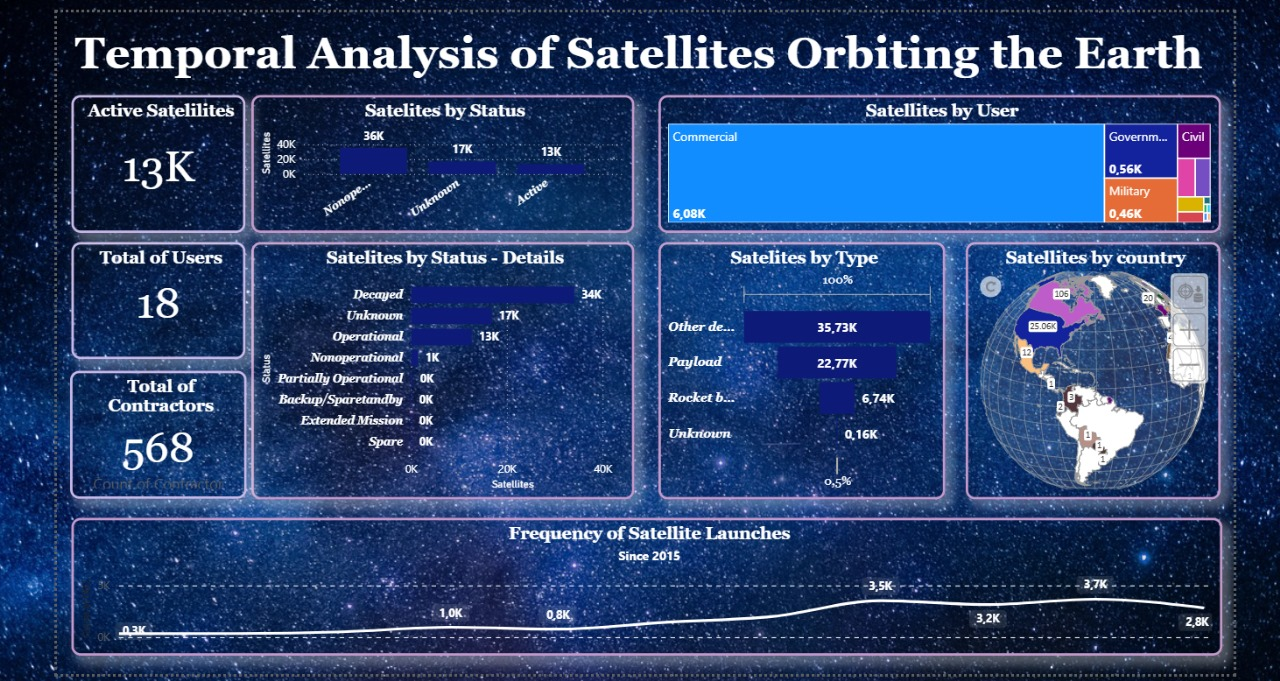 Temporal Analysis of Satellites Orbiting the Earth
Active Satelilites
13K
Satelites by Status
Satellites
40K
20K
0K
36K
17K
13K
Nonope...
Unknown
Active
Satellites by User
Commercial
6,08K
Governm...
0,56K
Military
0,46K
Civil
Total of Users
18
Total of
Contractors
568
Count of Contractor
Satelites by Status - Details
Status
Decayed 34K
Unknown 17K
Operational 13K
Nonoperational 1K
Partially Operational 0K
Backup/Sparetandby 0K
Extended Mission 0K
Spare 0K
0K 20K 40K
Satellites
Satelites by Type
100%
Other de... 35,73K
Payload 22,77K
Rocket b... 6,74K
Unknown 0,16K
0,5%
Satellites by country
106
20
25.06K
12
1
3
2
1
1
1
Frequency of Satellite Launches
Since 2015
0K
0,3K
1,0K
0,8K
3,5K
3,2K
3,7K
2,8K